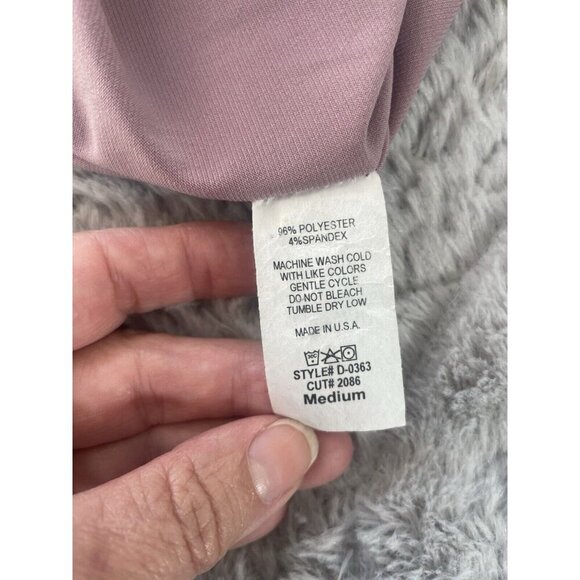 96% POLYESTER
4%SPANDEX
MACHINE WASH COLD
WITH LIKE COLORS
GENTLE CYCLE
DO NOT BLEACH
TUMBLE DRY LOW
MADE IN U.S.A.
STYLE# D-0363
CUT# 2086
Medium